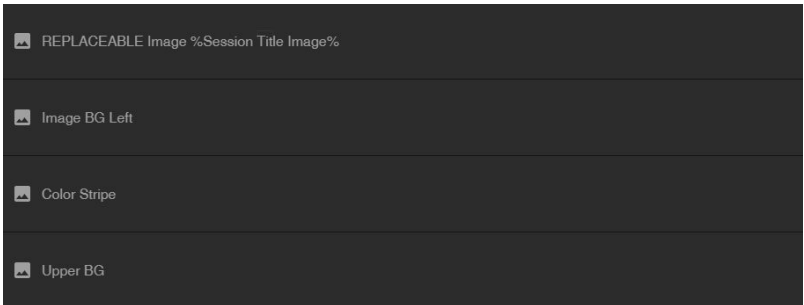 REPLACEABLE Image %Session Title Image%
Image BG Left
Color Stripe
Upper BG